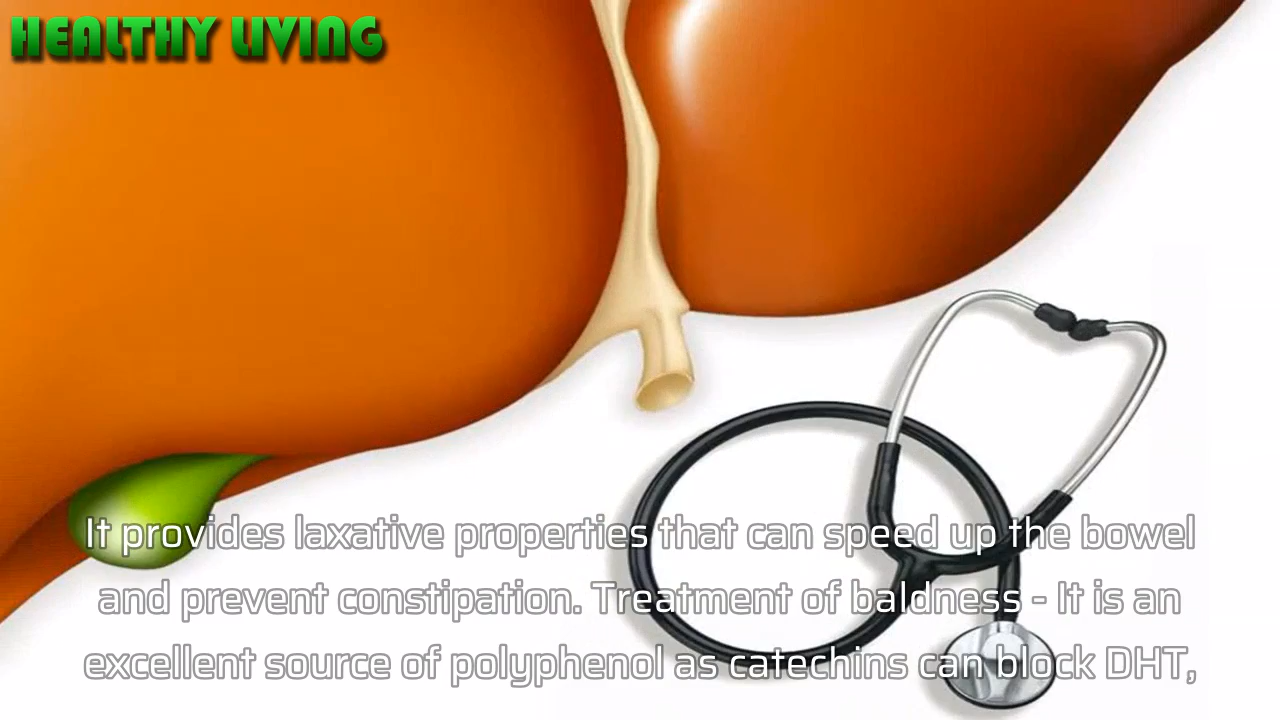 HEALTHY LIVING
It provides laxative properties that can speed up the bowel
and prevent constipation. Treatment of baldness - It is an
excellent source of polyphenol as catechins can block DHT,